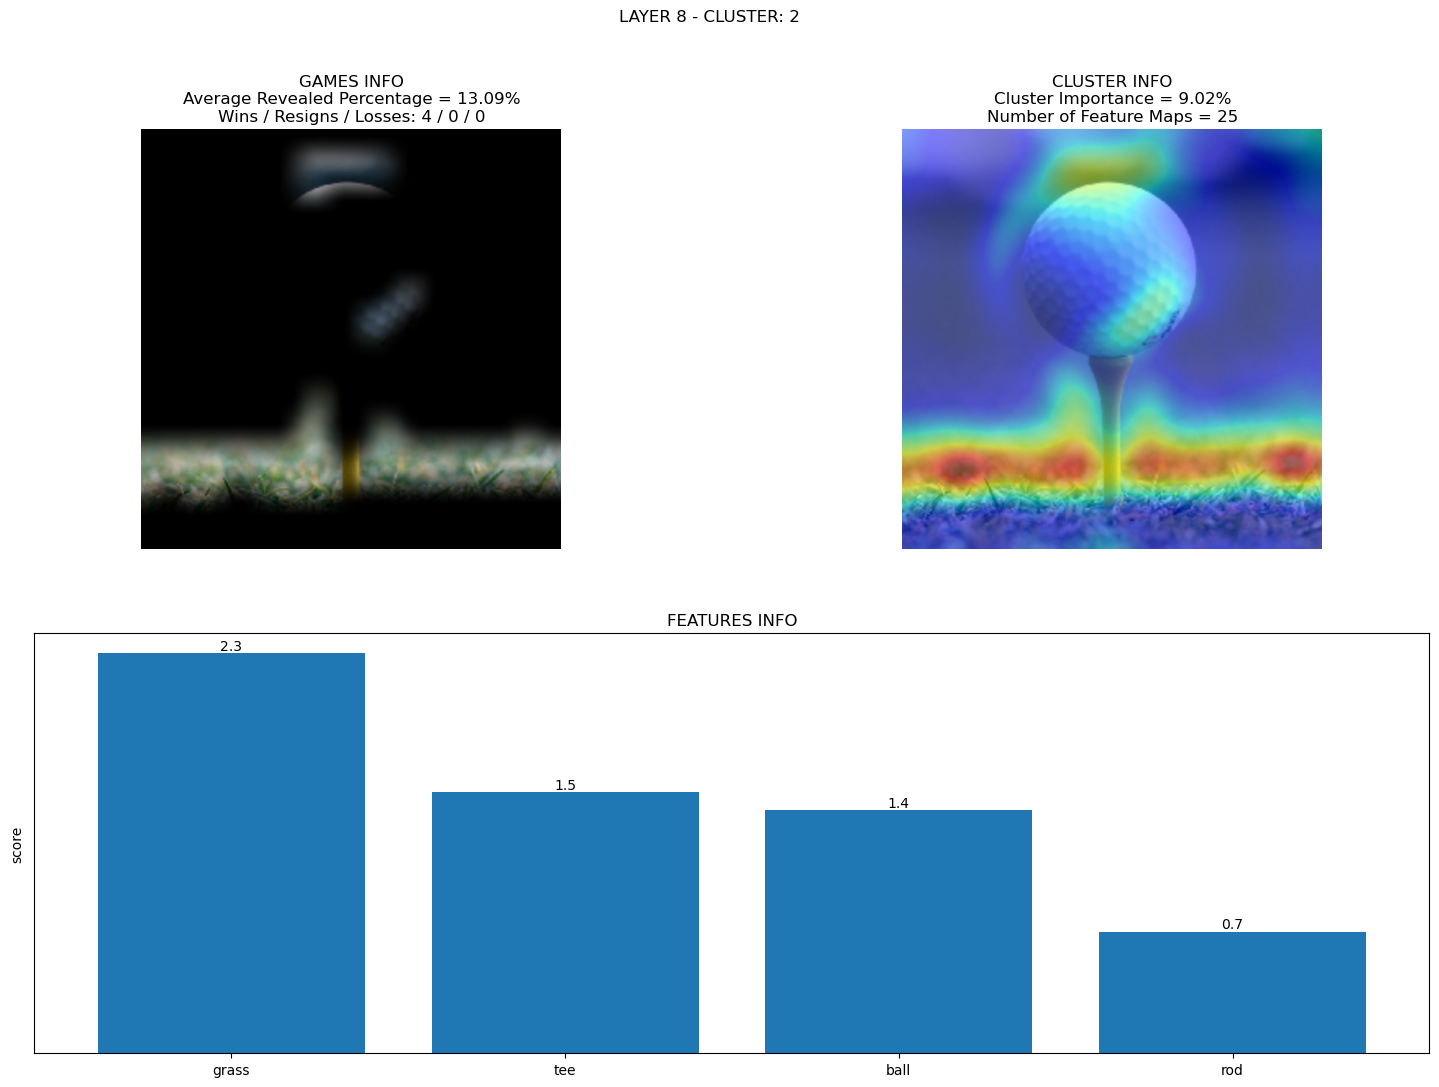 LAYER 8 - CLUSTER: 2
GAMES INFO
Average Revealed Percentage = 13.09%
Wins / Resigns / Losses: 4 / 0 / 0
CLUSTER INFO
Cluster Importance = 9.02%
Number of Feature Maps = 25
FEATURES INFO
score
2.3
1.5
1.4
0.7
grass
tee
ball
rod